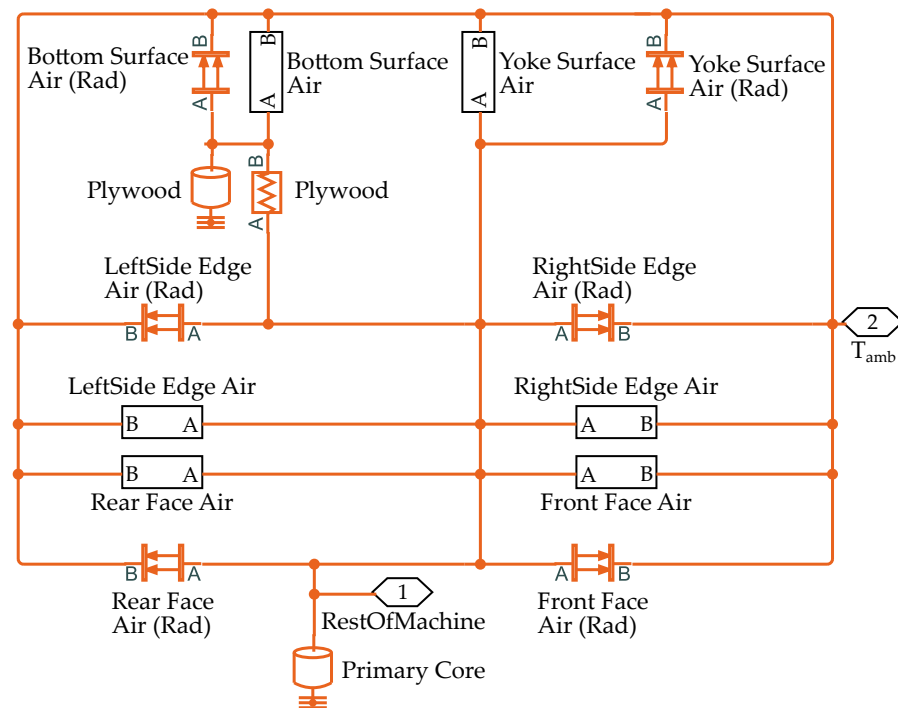 B
B
B
B
Bottom Surface
Air (Rad)
Bottom Surface
Air
Yoke Surface
Air
Yoke Surface
Air (Rad)
A
A
A
A
B
Plywood
Plywood
A
LeftSide Edge
Air (Rad)
RightSide Edge
Air (Rad)
B
A
A
B
2
T_amb
LeftSide Edge Air
RightSide Edge Air
B
A
A
B
B
A
A
B
Rear Face Air
Front Face Air
B
A
A
B
Rear Face
Air (Rad)
1
RestOfMachine
Front Face
Air (Rad)
Primary Core